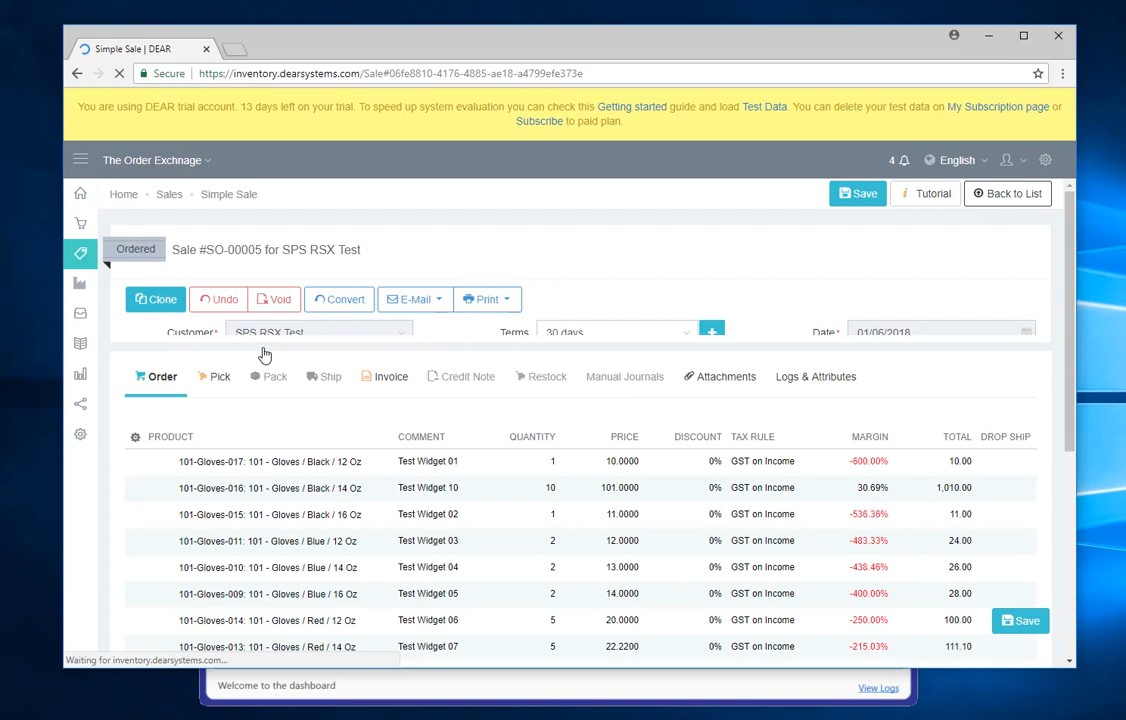 Simple Sale | DEAR
Secure https://inventory.dearsystems.com/Sale#06fe8810-4176-4885-ae18-a4799efe373e
You are using DEAR trial account. 13 days left on your trial. To speed up system evaluation you can check this Getting started guide and load Test Data. You can delete your test data on My Subscription page or
Subscribe to paid plan.
The Order Exchnage 4 English
Home Sales Simple Sale Save Tutorial Back to List
Ordered Sale #SO-00005 for SPS RSX Test
Clone Undo Void Convert E-Mail Print
Customer* SPS RSX Test Terms 30 days Date* 01/06/2018
Order Pick Pack Ship Invoice Credit Note Restock Manual Journals Attachments Logs & Attributes
PRODUCT COMMENT QUANTITY PRICE DISCOUNT TAX RULE MARGIN TOTAL DROP SHIP
101-Gloves-017: 101 - Gloves / Black / 12 Oz Test Widget 01 1 10.0000 0% GST on Income -600.00% 10.00
101-Gloves-016: 101 - Gloves / Black / 14 Oz Test Widget 10 10 101.0000 0% GST on Income 30.69% 1,010.00
101-Gloves-015: 101 - Gloves / Black / 16 Oz Test Widget 02 1 11.0000 0% GST on Income -536.36% 11.00
101-Gloves-011: 101 - Gloves / Blue / 12 Oz Test Widget 03 2 12.0000 0% GST on Income -483.33% 24.00
101-Gloves-010: 101 - Gloves / Blue / 14 Oz Test Widget 04 2 13.0000 0% GST on Income -438.46% 26.00
101-Gloves-009: 101 - Gloves / Blue / 16 Oz Test Widget 05 2 14.0000 0% GST on Income -400.00% 28.00
101-Gloves-014: 101 - Gloves / Red / 12 Oz Test Widget 06 5 20.0000 0% GST on Income -250.00% 100.00
Save
101-Gloves-013: 101 - Gloves / Red / 14 Oz Test Widget 07 5 22.2200 0% GST on Income -215.03% 111.10
Waiting for inventory.dearsystems.com...
Welcome to the dashboard View Logs